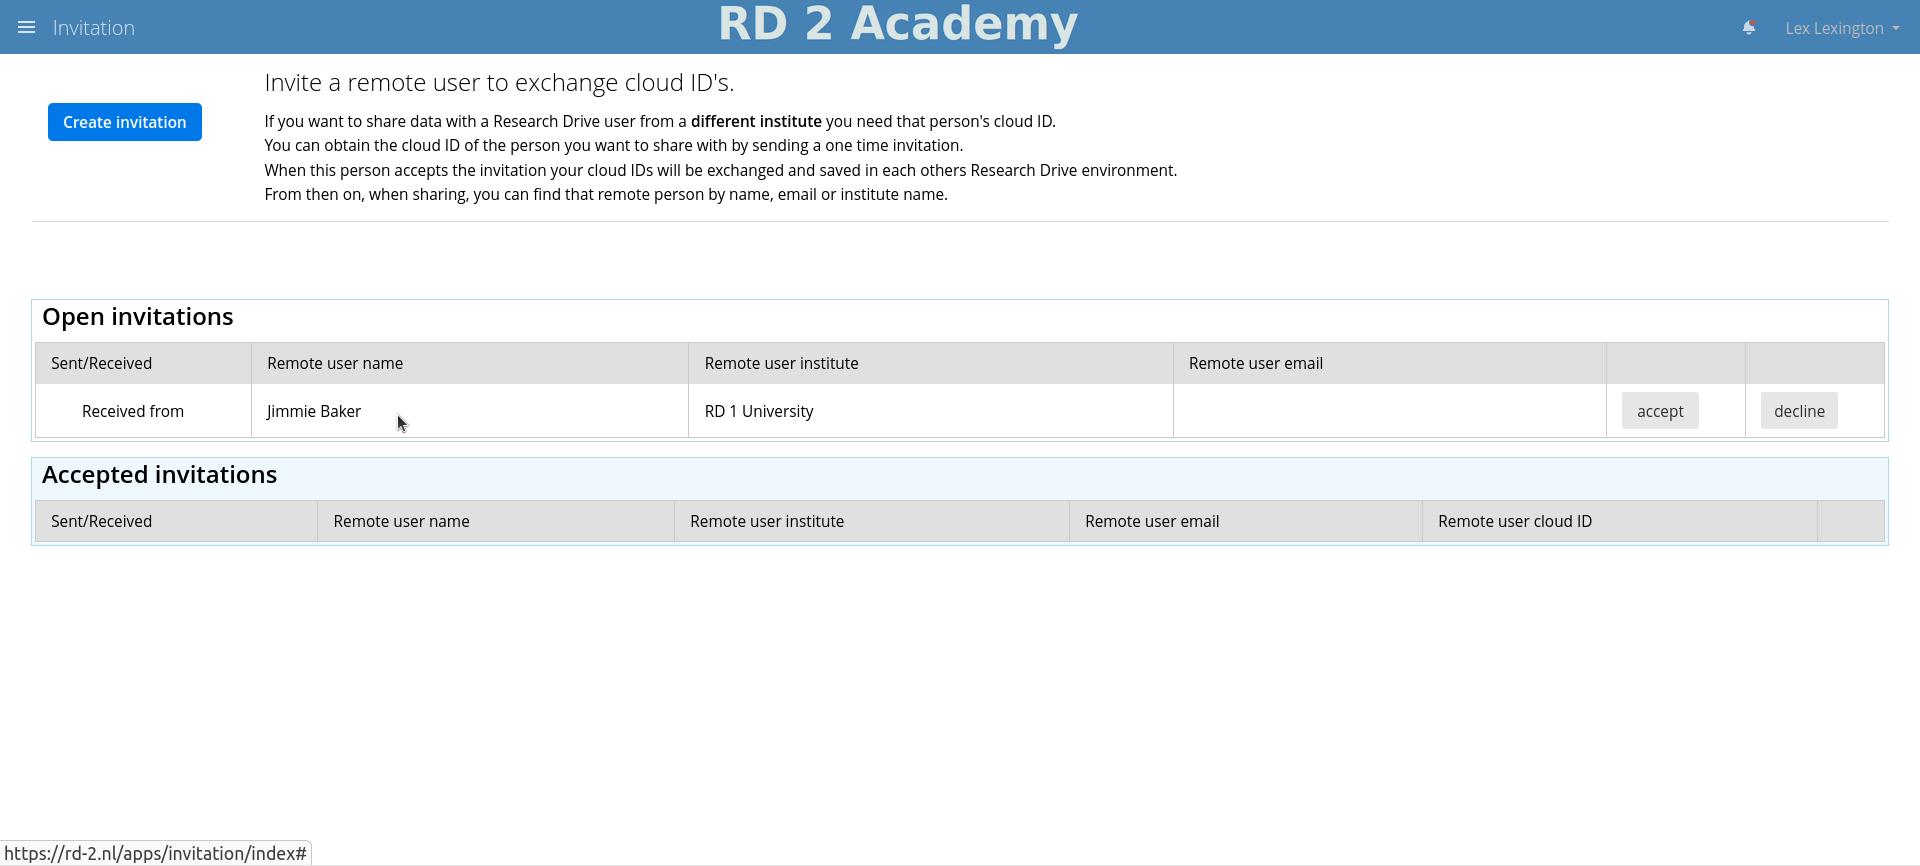 Invitation
RD 2 Academy
Lex Lexington
Create invitation
Invite a remote user to exchange cloud ID's.
If you want to share data with a Research Drive user from a different institute you need that person's cloud ID.
You can obtain the cloud ID of the person you want to share with by sending a one time invitation.
When this person accepts the invitation your cloud IDs will be exchanged and saved in each others Research Drive environment.
From then on, when sharing, you can find that remote person by name, email or institute name.
Open invitations
Sent/Received Remote user name Remote user institute Remote user email
Received from Jimmie Baker RD 1 University accept decline
Accepted invitations
Sent/Received Remote user name Remote user institute Remote user email Remote user cloud ID
https://rd-2.nl/apps/invitation/index#